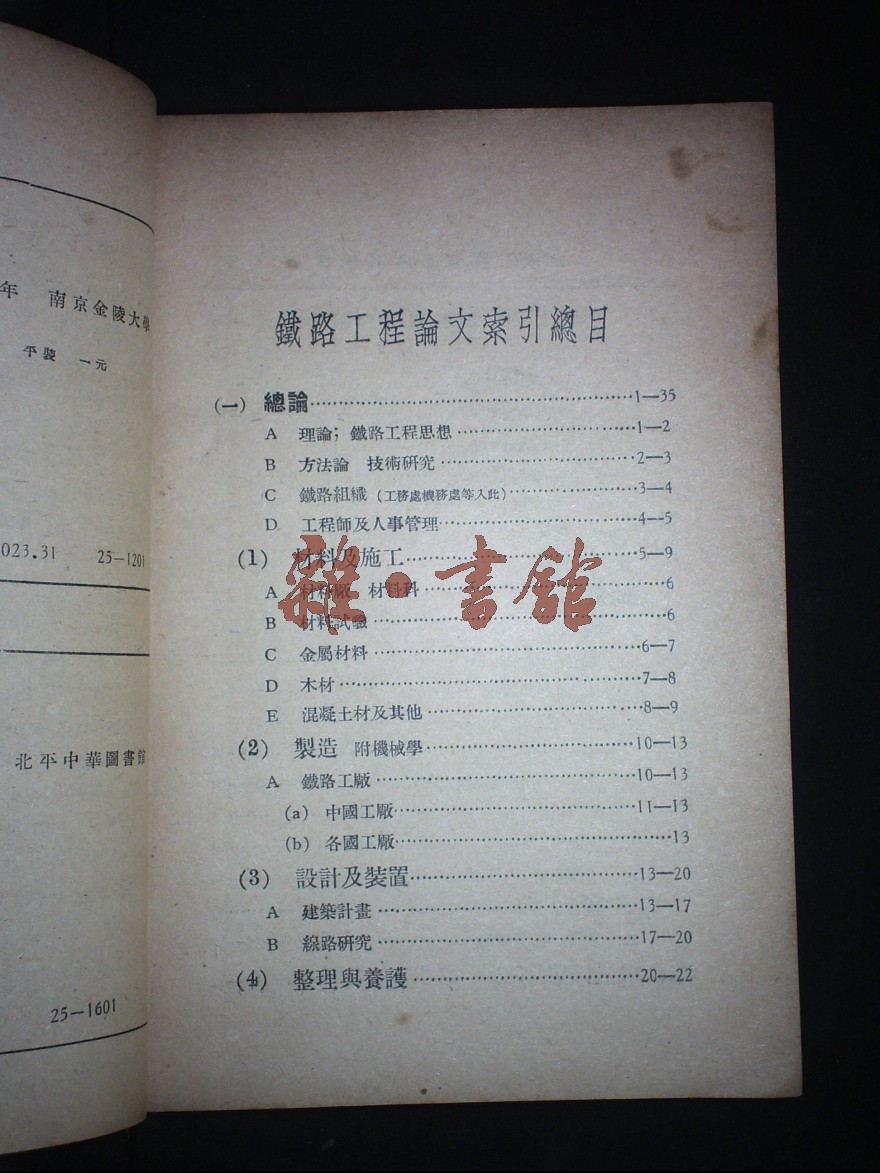 年 南京金陵大學
平裝 一元
023.31 25—1201
北平中華圖書館
25—1601
鐵路工程論文索引總目
(一) 總論…1—35
A 理論; 鐵路工程思想…1—2
B 方法論 技術研究…2—3
C 鐵路組織 (工務處機務處等入此)…3—4
D 工程師及人事管理…4—5
(1) 材料及施工…5—9
A 材料廠 材料科…6
B 材料試驗…6
C 金屬材料…6—7
D 木材…7—8
E 混凝土材及其他…8—9
(2) 製造 附機械學…10—13
A 鐵路工廠…10—13
(a) 中國工廠…11—13
(b) 各國工廠…13
(3) 設計及裝置…13—20
A 建築計畫…13—17
B 線路研究…17—20
(4) 整理與養護…20—22
雜·書館